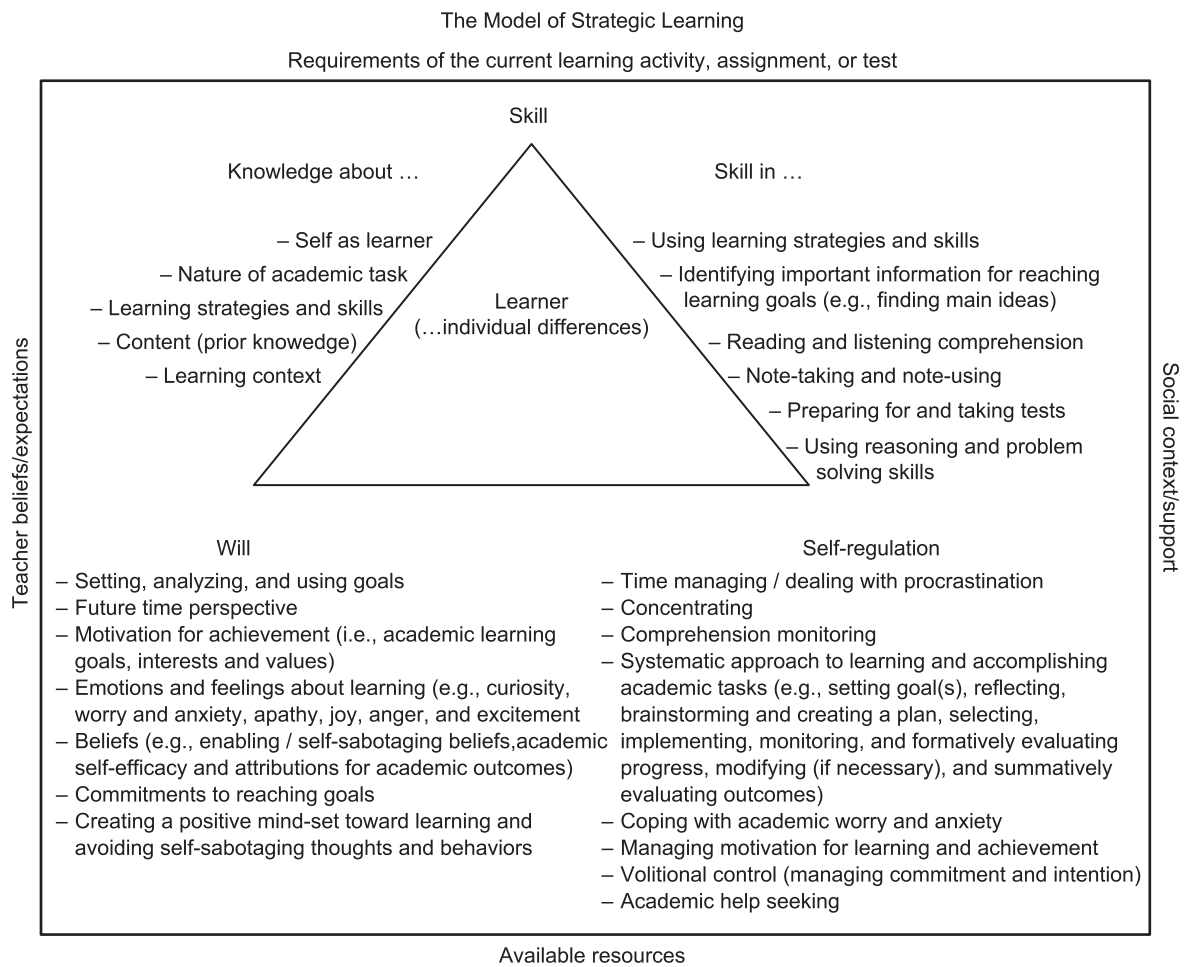 The Model of Strategic Learning
Requirements of the current learning activity, assignment, or test
Skill
Knowledge about …
– Self as learner
– Nature of academic task
– Learning strategies and skills
– Content (prior knowedge)
– Learning context
Learner
(…individual differences)
Skill in …
– Using learning strategies and skills
– Identifying important information for reaching
learning goals (e.g., finding main ideas)
– Reading and listening comprehension
– Note-taking and note-using
– Preparing for and taking tests
– Using reasoning and problem
solving skills
Teacher beliefs/expectations
Social context/support
Will
– Setting, analyzing, and using goals
– Future time perspective
– Motivation for achievement (i.e., academic learning
goals, interests and values)
– Emotions and feelings about learning (e.g., curiosity,
worry and anxiety, apathy, joy, anger, and excitement
– Beliefs (e.g., enabling / self-sabotaging beliefs,academic
self-efficacy and attributions for academic outcomes)
– Commitments to reaching goals
– Creating a positive mind-set toward learning and
avoiding self-sabotaging thoughts and behaviors
Self-regulation
– Time managing / dealing with procrastination
– Concentrating
– Comprehension monitoring
– Systematic approach to learning and accomplishing
academic tasks (e.g., setting goal(s), reflecting,
brainstorming and creating a plan, selecting,
implementing, monitoring, and formatively evaluating
progress, modifying (if necessary), and summatively
evaluating outcomes)
– Coping with academic worry and anxiety
– Managing motivation for learning and achievement
– Volitional control (managing commitment and intention)
– Academic help seeking
Available resources